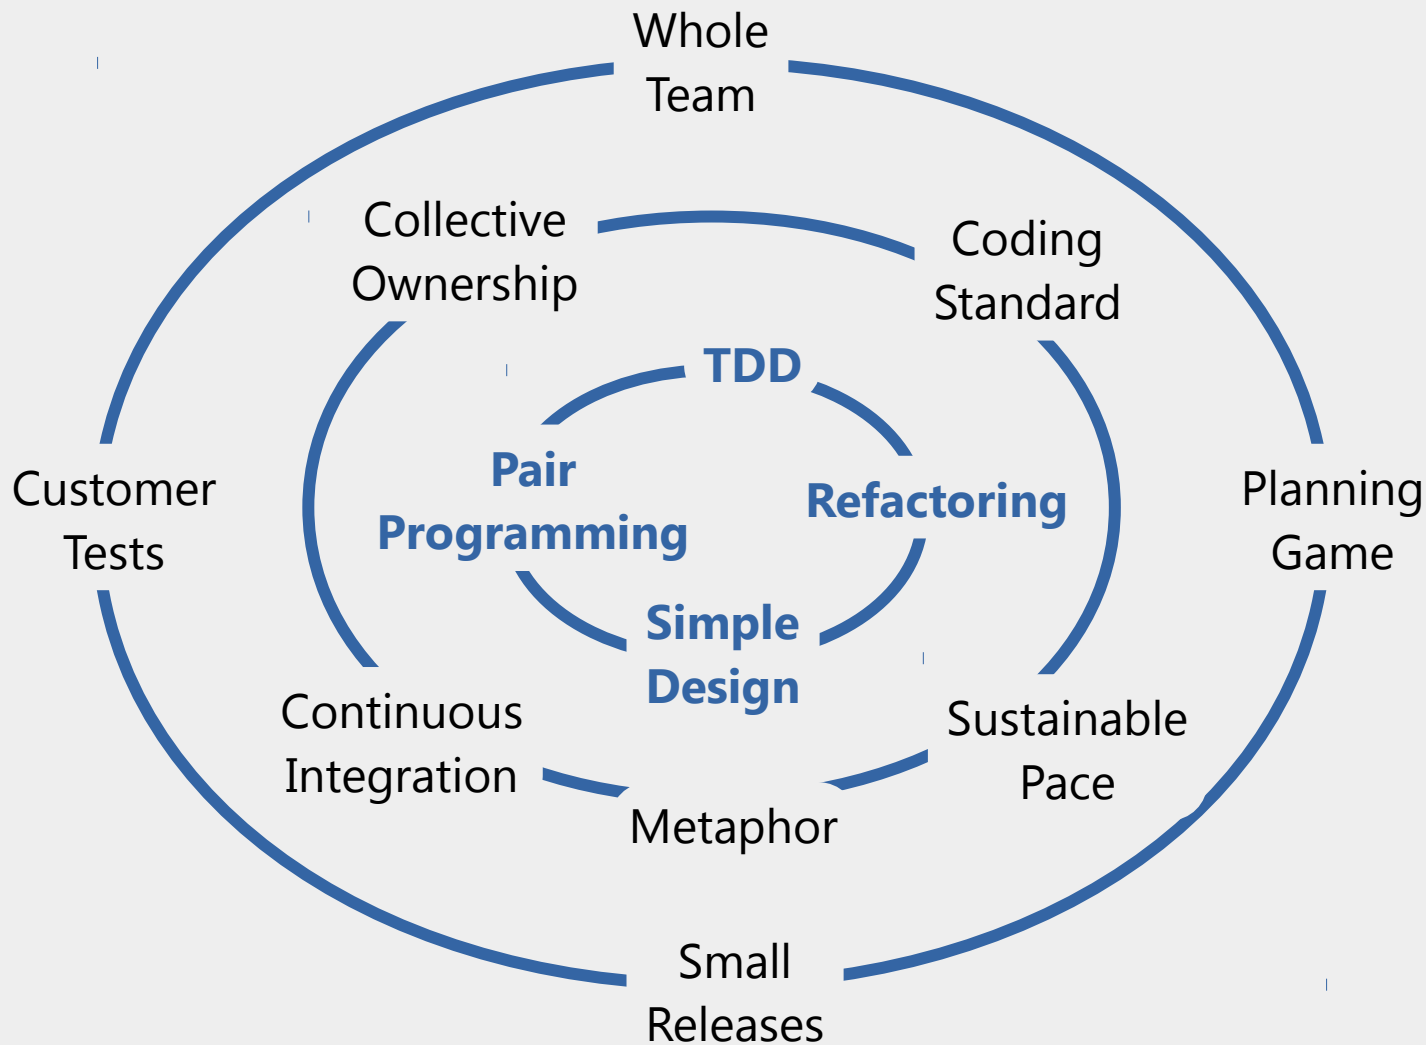 Whole
Team
Collective
Ownership
Coding
Standard
TDD
Pair
Programming
Refactoring
Customer
Tests
Planning
Game
Simple
Design
Continuous
Integration
Sustainable
Pace
Metaphor
Small
Releases